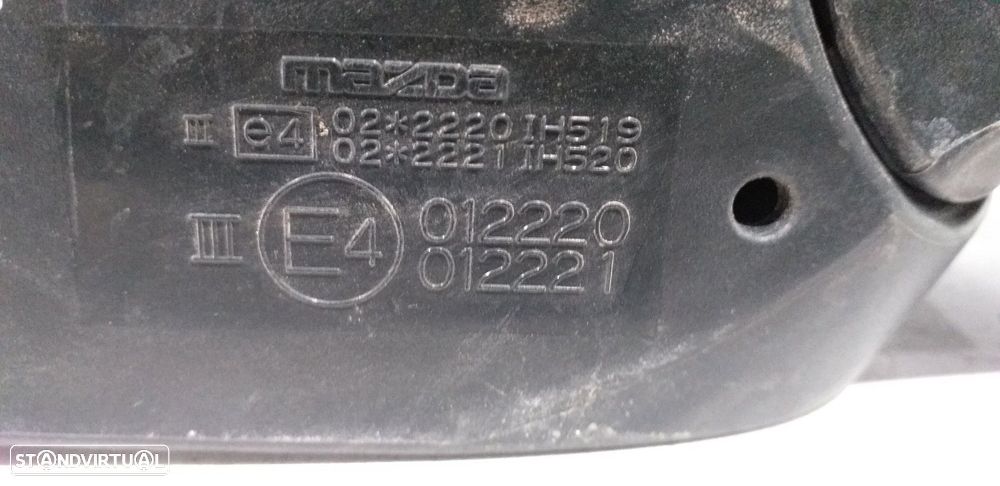 mazda
II e4 02*2220 IH519
02*2221 IH520
III E4 012220
012221
STANDVIRTUAL